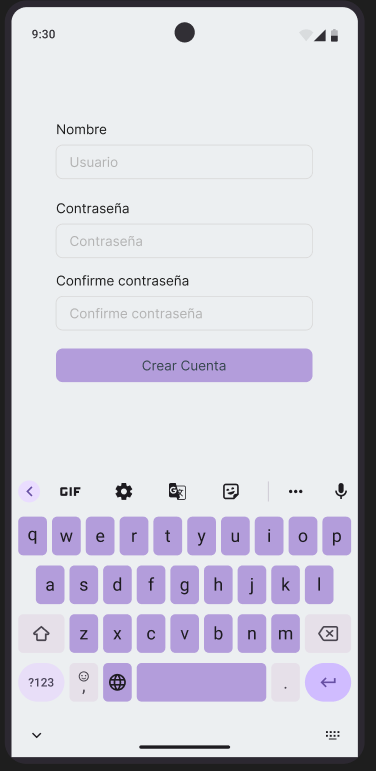 9:30
Nombre
Usuario
Contraseña
Contraseña
Confirme contraseña
Confirme contraseña
Crear Cuenta
GIF
q w e r t y u i o p
a s d f g h j k l
z x c v b n m
?123 , .